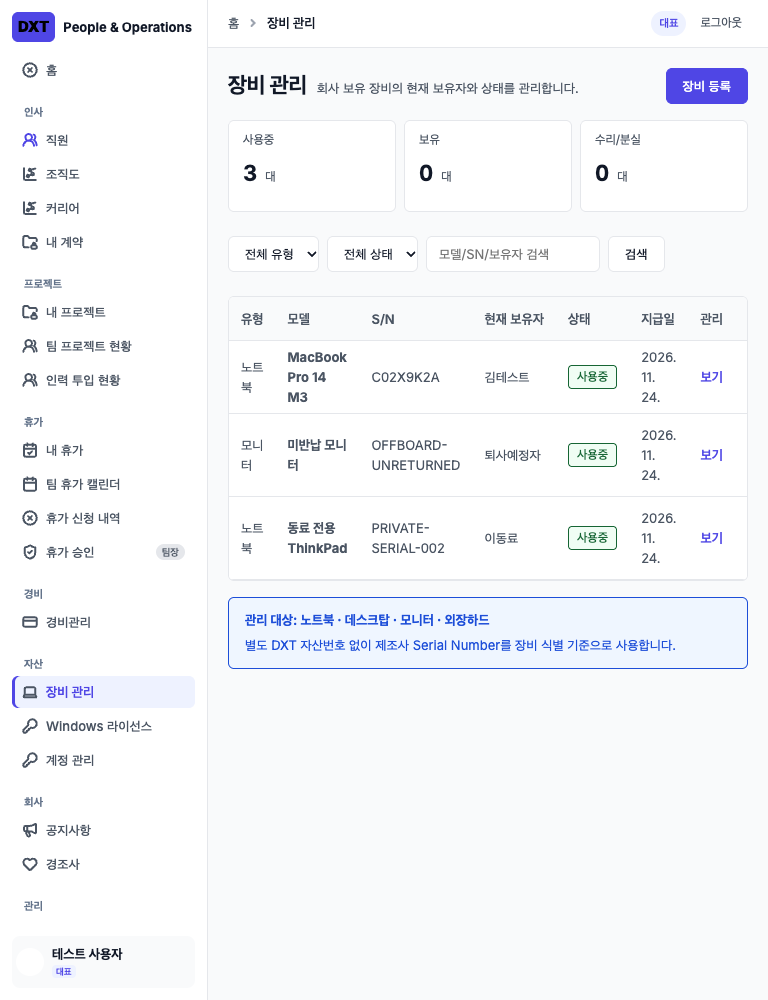 DXT People & Operations
홈
인사
직원
조직도
커리어
내 계약
프로젝트
내 프로젝트
팀 프로젝트 현황
인력 투입 현황
휴가
내 휴가
팀 휴가 캘린더
휴가 신청 내역
휴가 승인 팀장
경비
경비관리
자산
장비 관리
Windows 라이선스
계정 관리
회사
공지사항
경조사
관리
테스트 사용자
대표
홈 > 장비 관리 대표 로그아웃
장비 관리 회사 보유 장비의 현재 보유자와 상태를 관리합니다. 장비 등록
사용중 보유 수리/분실
3 대 0 대 0 대
전체 유형 전체 상태 모델/SN/보유자 검색 검색
유형 모델 S/N 현재 보유자 상태 지급일 관리
노트
북
MacBook
Pro 14
M3
C02X9K2A 김테스트 사용중
2026.
11.
24.
보기
모니
터
미반납 모니
터
OFFBOARD-
UNRETURNED
퇴사예정자 사용중
2026.
11.
24.
보기
노트
북
동료 전용
ThinkPad
PRIVATE-
SERIAL-002
이동료 사용중
2026.
11.
24.
보기
관리 대상: 노트북 · 데스크탑 · 모니터 · 외장하드
별도 DXT 자산번호 없이 제조사 Serial Number를 장비 식별 기준으로 사용합니다.